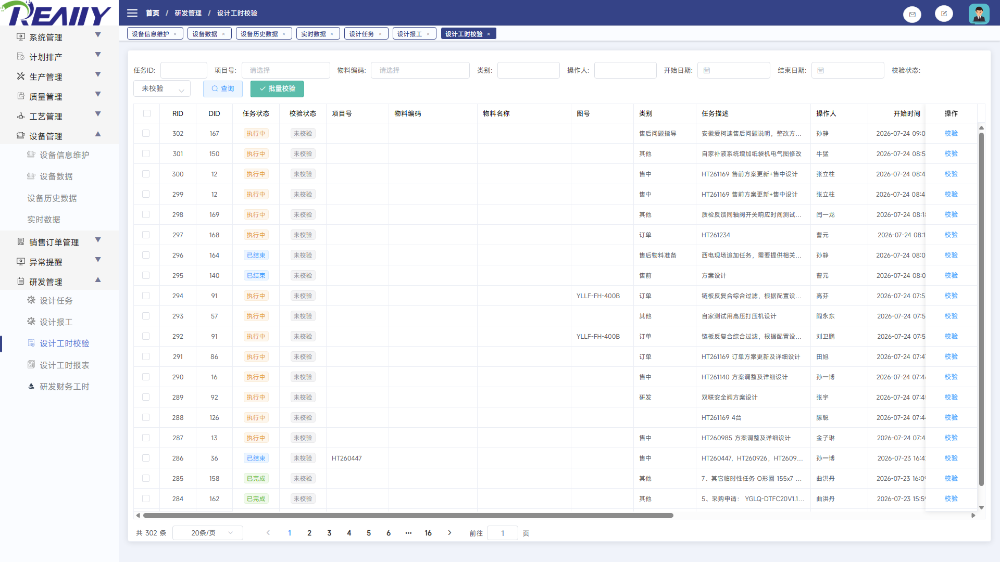 REAllY
首页 / 研发管理 / 设计工时校验
设备信息维护 × 设备数据 × 设备历史数据 × 实时数据 × 设计任务 × 设计报工 × 设计工时校验 ×
系统管理
计划排产
生产管理
质量管理
工艺管理
设备管理
设备信息维护
设备数据
设备历史数据
实时数据
销售订单管理
异常提醒
研发管理
设计任务
设计报工
设计工时校验
设计工时报表
研发财务工时
任务ID: 项目号: 请选择 物料编码: 请选择 类别: 操作人: 开始日期: 结束日期: 校验状态:
未校验 查询 批量校验
RID DID 任务状态 校验状态 项目号 物料编码 物料名称 图号 类别 任务描述 操作人 开始时间 操作
302 167 执行中 未校验 售后问题指导 安徽爱柯迪售后问题说明，整改方... 孙静 2026-07-24 09:0 校验
301 150 执行中 未校验 其他 自家补液系统增加纸袋机电气图修改 牛猛 2026-07-24 08:5 校验
300 12 执行中 未校验 售中 HT261169 售前方案更新+售中设计 张立柱 2026-07-24 08:4 校验
299 12 执行中 未校验 售中 HT261169 售前方案更新+售中设计 张立柱 2026-07-24 08:4 校验
298 169 执行中 未校验 其他 质检反馈同轴阀开关响应时间测试... 闫一龙 2026-07-24 08:18 校验
297 168 执行中 未校验 订单 HT261234 曹元 2026-07-24 08:1 校验
296 164 已结束 未校验 售后物料准备 西电现场追加任务，需要提供相关... 孙静 2026-07-24 08:0 校验
295 140 已结束 未校验 售前 方案设计 曹元 2026-07-24 08:0 校验
294 91 执行中 未校验 YLLF-FH-400B 订单 链板反复合综合过滤，根据配置设... 高芬 2026-07-24 07:5 校验
293 57 执行中 未校验 其他 自家测试用高压打压机设计 阎永东 2026-07-24 07:5 校验
292 91 执行中 未校验 YLLF-FH-400B 订单 链板反复合综合过滤，根据配置设... 刘卫鹏 2026-07-24 07:5 校验
291 86 执行中 未校验 订单 HT261169 订单方案更新及详细设计 田旭 2026-07-24 07:47 校验
290 16 执行中 未校验 售中 HT261140 方案调整及详细设计 孙一博 2026-07-24 07:46 校验
289 92 执行中 未校验 研发 双联安全阀方案设计 张宇 2026-07-24 07:45 校验
288 126 执行中 未校验 HT261169 4台 滕聪 2026-07-24 07:44 校验
287 13 执行中 未校验 售中 HT260985 方案调整及详细设计 金子琳 2026-07-24 07:4 校验
286 36 已结束 未校验 HT260447 售中 HT260447，HT260926，HT2609... 孙一博 2026-07-23 16:42 校验
285 158 已完成 未校验 其他 7、其它临时性任务 O形圈 155x7 ... 曲洪丹 2026-07-23 16:09 校验
284 162 已完成 未校验 其他 5、采购申请： YGLQ-DTFC20V1.1... 曲洪丹 2026-07-23 15:59 校验
共 302 条 20条/页 1 2 3 4 5 6 ••• 16 前往 1 页